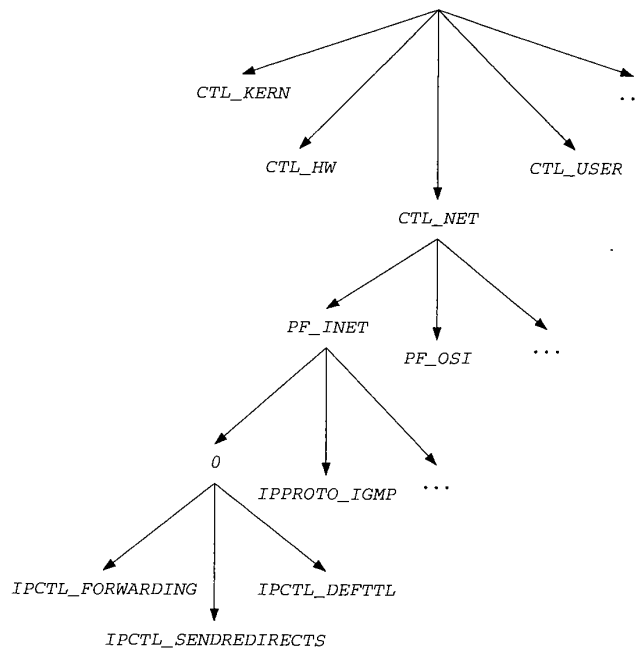 CTL_KERN
..
CTL_HW
CTL_USER
CTL_NET
PF_INET
PF_OSI
...
0
IPPROTO_IGMP
...
IPCTL_FORWARDING
IPCTL_DEFTTL
IPCTL_SENDREDIRECTS